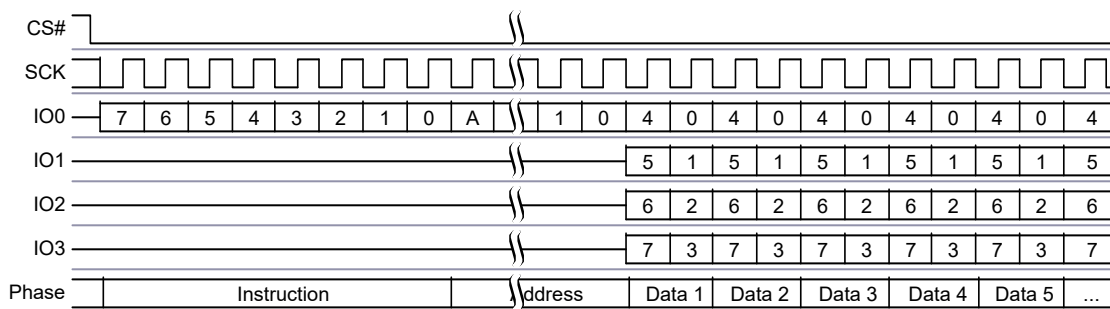 CS#
SCK
IO0 7 6 5 4 3 2 1 0 A 1 0 4 0 4 0 4 0 4 0 4 0 4
IO1 5 1 5 1 5 1 5 1 5 1 5
IO2 6 2 6 2 6 2 6 2 6 2 6
IO3 7 3 7 3 7 3 7 3 7 3 7
Phase Instruction Address Data 1 Data 2 Data 3 Data 4 Data 5 ...